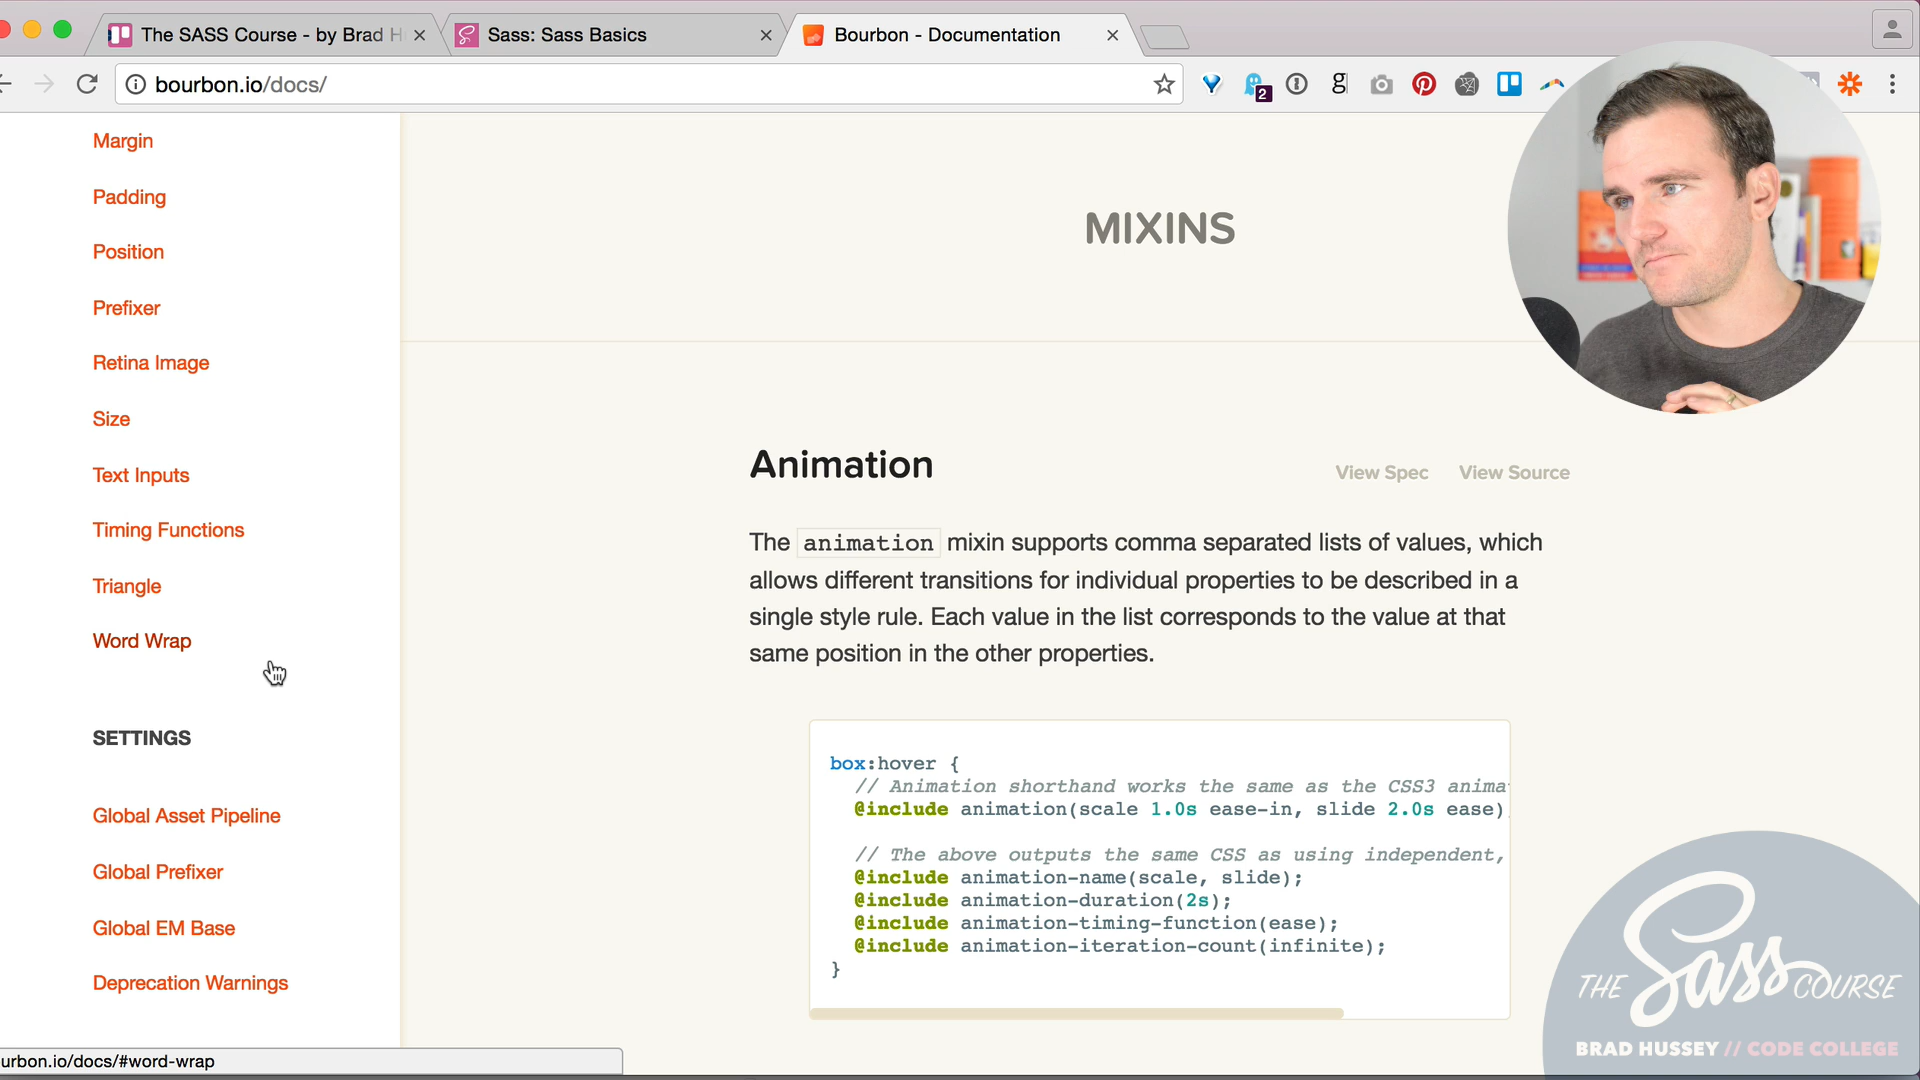 The SASS Course - by Brad H
Sass: Sass Basics
Bourbon - Documentation
bourbon.io/docs/
2
g
Margin
Padding
Position
Prefixer
Retina Image
Size
Text Inputs
Timing Functions
Triangle
Word Wrap
SETTINGS
Global Asset Pipeline
Global Prefixer
Global EM Base
Deprecation Warnings
urbon.io/docs/#word-wrap
MIXINS
Animation
View Spec
View Source
The animation mixin supports comma separated lists of values, which
allows different transitions for individual properties to be described in a
single style rule. Each value in the list corresponds to the value at that
same position in the other properties.
box:hover {
// Animation shorthand works the same as the CSS3 anima
@include animation(scale 1.0s ease-in, slide 2.0s ease)
// The above outputs the same CSS as using independent,
@include animation-name(scale, slide);
@include animation-duration(2s);
@include animation-timing-function(ease);
@include animation-iteration-count(infinite);
}
THE Sass COURSE
BRAD HUSSEY // CODE COLLEGE